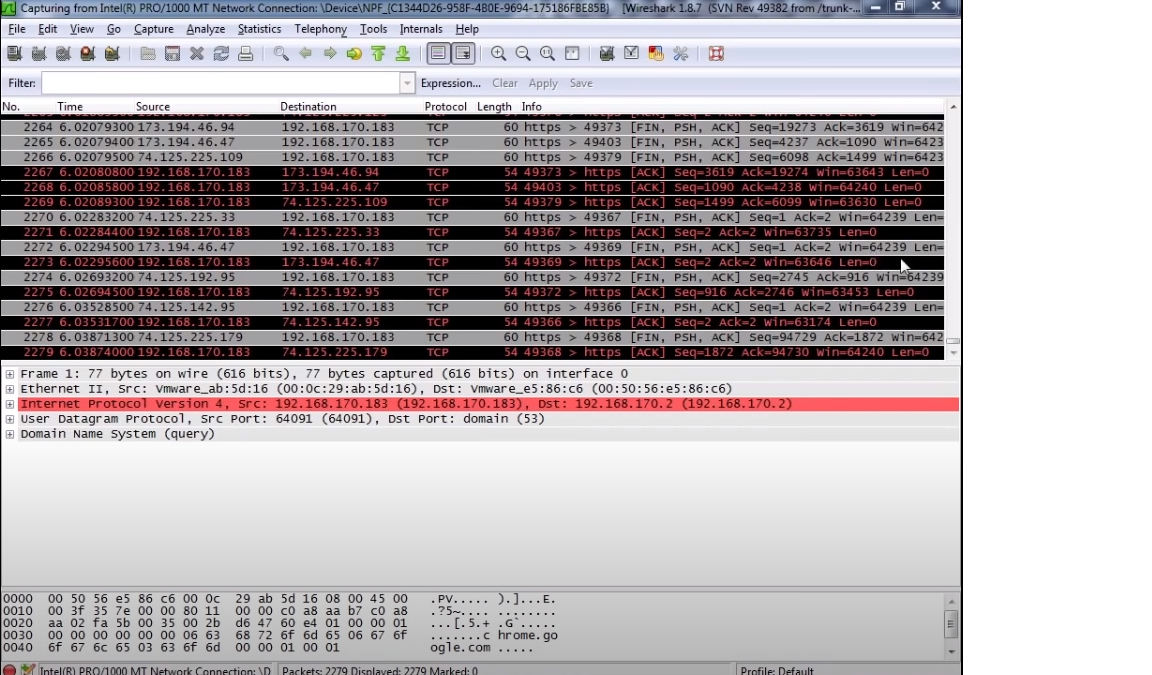 Capturing from Intel(R) PRO/1000 MT Network Connection: \Device\NPF_{C1344D26-958F-4B0E-9694-175186FBE85B} [Wireshark 1.8.7 (SVN Rev 49382 from /trunk-...
File Edit View Go Capture Analyze Statistics Telephony Tools Internals Help
Filter: Expression... Clear Apply Save
No. Time Source Destination Protocol Length Info
2264 6.02079300 173.194.46.94 192.168.170.183 TCP 60 https > 49373 [FIN, PSH, ACK] Seq=19273 Ack=3619 Win=642
2265 6.02079400 173.194.46.47 192.168.170.183 TCP 60 https > 49403 [FIN, PSH, ACK] Seq=4237 Ack=1090 Win=6423
2266 6.02079500 74.125.225.109 192.168.170.183 TCP 60 https > 49379 [FIN, PSH, ACK] Seq=6098 Ack=1499 Win=6423
2267 6.02080800 192.168.170.183 173.194.46.94 TCP 54 49373 > https [ACK] Seq=3619 Ack=19274 Win=63643 Len=0
2268 6.02085800 192.168.170.183 173.194.46.47 TCP 54 49403 > https [ACK] Seq=1090 Ack=4238 Win=64240 Len=0
2269 6.02089300 192.168.170.183 74.125.225.109 TCP 54 49379 > https [ACK] Seq=1499 Ack=6099 Win=63630 Len=0
2270 6.02283200 74.125.225.33 192.168.170.183 TCP 60 https > 49367 [FIN, PSH, ACK] Seq=1 Ack=2 Win=64239 Len=
2271 6.02284400 192.168.170.183 74.125.225.33 TCP 54 49367 > https [ACK] Seq=2 Ack=2 Win=63735 Len=0
2272 6.02294500 173.194.46.47 192.168.170.183 TCP 60 https > 49369 [FIN, PSH, ACK] Seq=1 Ack=2 Win=64239 Len=
2273 6.02295600 192.168.170.183 173.194.46.47 TCP 54 49369 > https [ACK] Seq=2 Ack=2 Win=63646 Len=0
2274 6.02693200 74.125.192.95 192.168.170.183 TCP 60 https > 49372 [FIN, PSH, ACK] Seq=2745 Ack=916 Win=64239
2275 6.02694500 192.168.170.183 74.125.192.95 TCP 54 49372 > https [ACK] Seq=916 Ack=2746 Win=63453 Len=0
2276 6.03528500 74.125.142.95 192.168.170.183 TCP 60 https > 49366 [FIN, PSH, ACK] Seq=1 Ack=2 Win=64239 Len=
2277 6.03531700 192.168.170.183 74.125.142.95 TCP 54 49366 > https [ACK] Seq=2 Ack=2 Win=63174 Len=0
2278 6.03871300 74.125.225.179 192.168.170.183 TCP 60 https > 49368 [FIN, PSH, ACK] Seq=94729 Ack=1872 Win=642
2279 6.03874000 192.168.170.183 74.125.225.179 TCP 54 49368 > https [ACK] Seq=1872 Ack=94730 Win=64240 Len=0
Frame 1: 77 bytes on wire (616 bits), 77 bytes captured (616 bits) on interface 0
Ethernet II, Src: Vmware_ab:5d:16 (00:0c:29:ab:5d:16), Dst: Vmware_e5:86:c6 (00:50:56:e5:86:c6)
Internet Protocol Version 4, Src: 192.168.170.183 (192.168.170.183), Dst: 192.168.170.2 (192.168.170.2)
User Datagram Protocol, Src Port: 64091 (64091), Dst Port: domain (53)
Domain Name System (query)
0000 00 50 56 e5 86 c6 00 0c 29 ab 5d 16 08 00 45 00 .PV..... ).]...E.
0010 00 3f 35 7e 00 00 80 11 00 00 c0 a8 aa b7 c0 a8 .?5~.... ........
0020 aa 02 fa 5b 00 35 00 2b d6 47 60 e4 01 00 00 01 ...[.5.+ .G`.....
0030 00 00 00 00 00 00 06 63 68 72 6f 6d 65 06 67 6f .......c hrome.go
0040 6f 67 6c 65 03 63 6f 6d 00 00 01 00 01 ogle.com .....
Intel(R) PRO/1000 MT Network Connection: \D Packets: 2279 Displayed: 2279 Marked: 0 Profile: Default